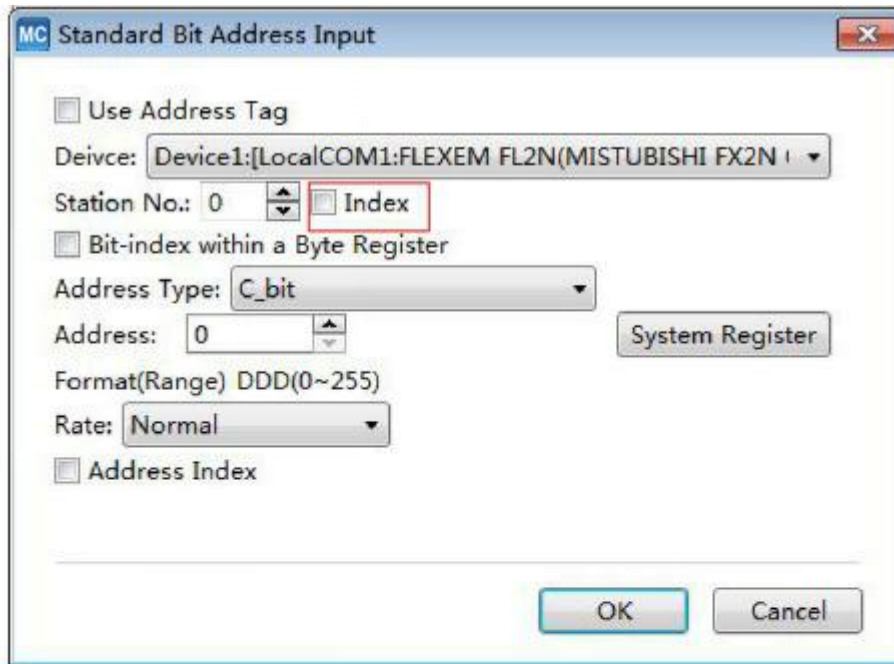 MC Standard Bit Address Input
Use Address Tag
Deivce: Device1:[LocalCOM1:FLEXEM FL2N(MISTUBISHI FX2N
Station No.: 0 Index
Bit-index within a Byte Register
Address Type: C_bit
Address: 0 System Register
Format(Range) DDD(0~255)
Rate: Normal
Address Index
OK Cancel